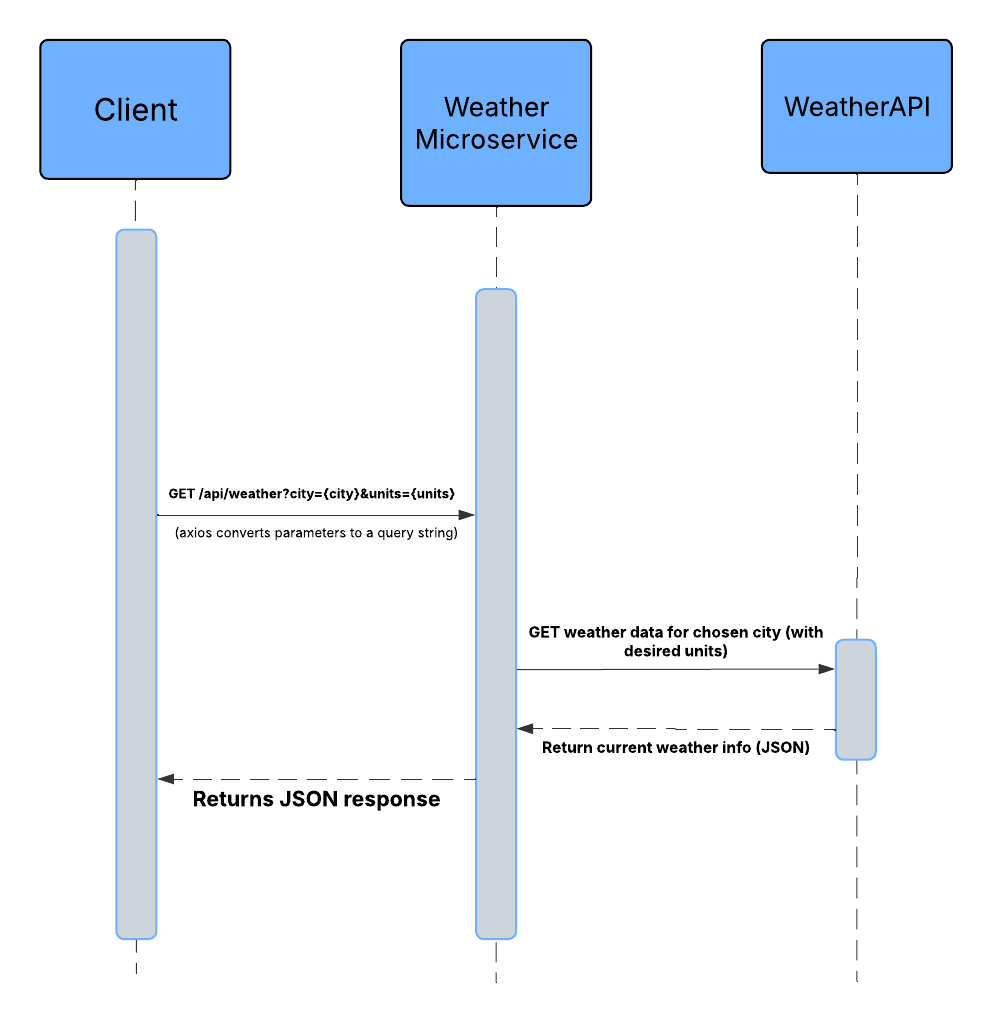 Client
Weather
Microservice
WeatherAPI
GET /api/weather?city={city}&units={units}
(axios converts parameters to a query string)
GET weather data for chosen city (with
desired units)
Return current weather info (JSON)
Returns JSON response